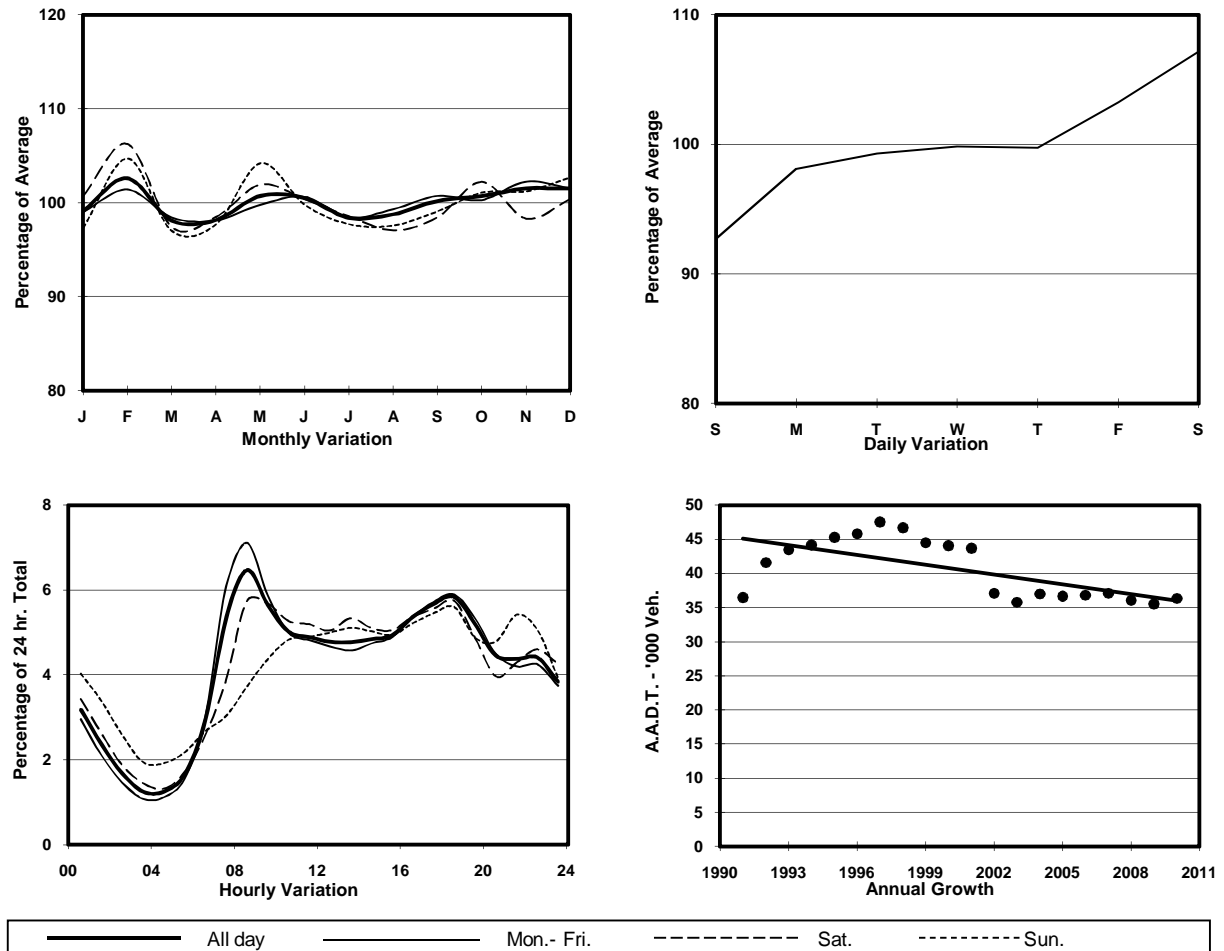 120
110
100
90
80
Percentage of Average
J F M A M J J A S O N D
Monthly Variation
110
100
90
80
Percentage of Average
S M T W T F S
Daily Variation
8
6
4
2
0
Percentage of 24 hr. Total
00 04 08 12 16 20 24
Hourly Variation
50
45
40
35
30
25
20
15
10
5
0
A.A.D.T. - '000 Veh.
1990 1993 1996 1999 2002 2005 2008 2011
Annual Growth
All day Mon.- Fri. Sat. Sun.